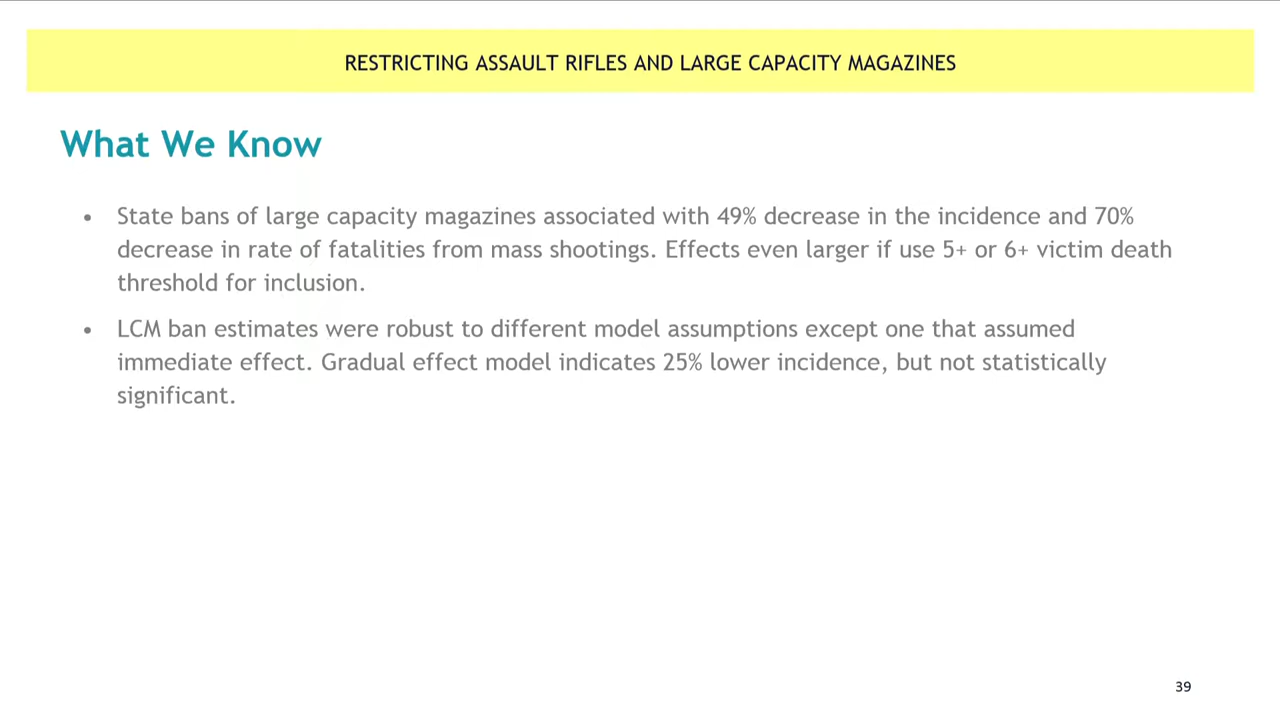 RESTRICTING ASSAULT RIFLES AND LARGE CAPACITY MAGAZINES
What We Know
• State bans of large capacity magazines associated with 49% decrease in the incidence and 70%
decrease in rate of fatalities from mass shootings. Effects even larger if use 5+ or 6+ victim death
threshold for inclusion.
• LCM ban estimates were robust to different model assumptions except one that assumed
immediate effect. Gradual effect model indicates 25% lower incidence, but not statistically
significant.
39